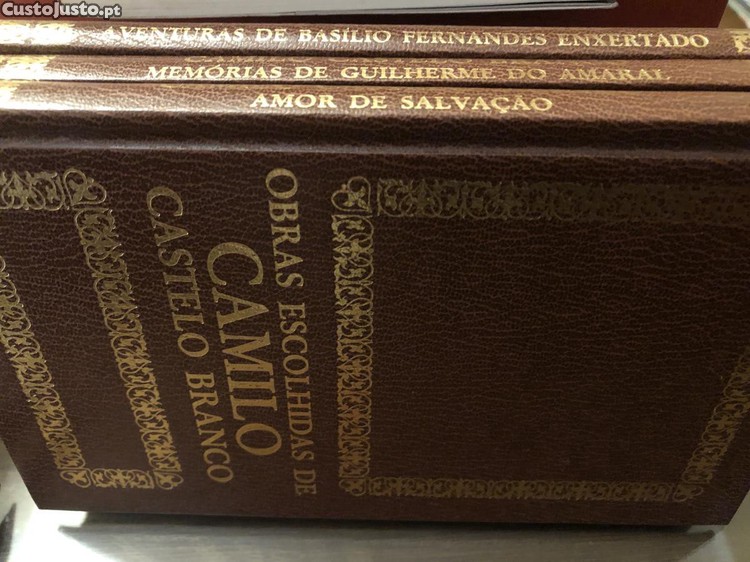 CustoJusto.pt
AVENTURAS DE BASÍLIO FERNANDES ENXERTADO
MEMÓRIAS DE GUILHERME DO AMARAL
AMOR DE SALVAÇÃO
OBRAS ESCOLHIDAS DE
CAMILO
CASTELO BRANCO